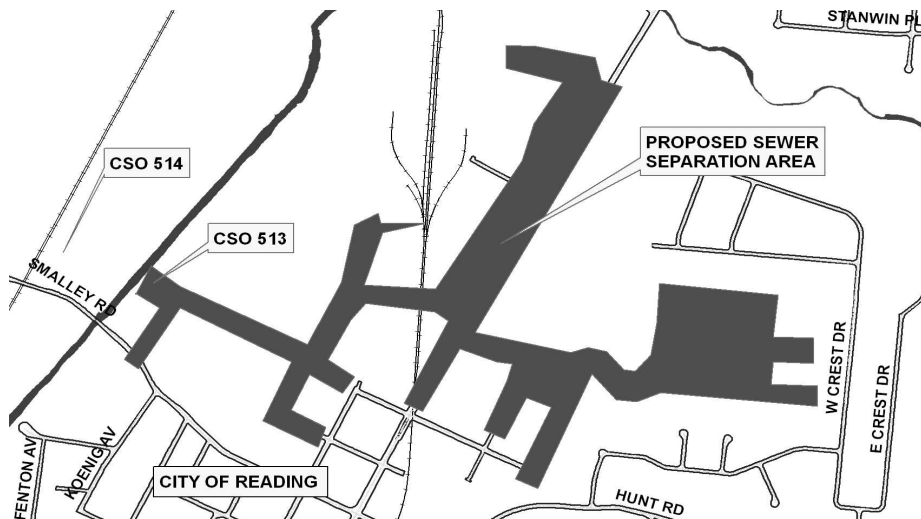 STANWIN PL
PROPOSED SEWER
SEPARATION AREA
CSO 514
CSO 513
SMALLEY RD
W CREST DR
E CREST DR
FENTON AV
KOENIG AV
CITY OF READING
HUNT RD